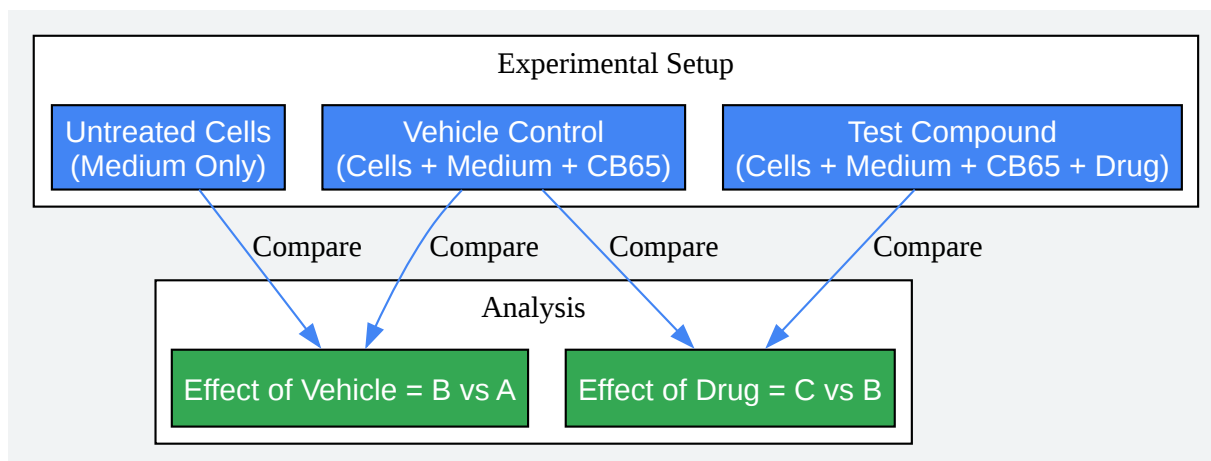 Experimental Setup
Untreated Cells
(Medium Only)
Vehicle Control
(Cells + Medium + CB65)
Test Compound
(Cells + Medium + CB65 + Drug)
Compare
Compare
Compare
Compare
Analysis
Effect of Vehicle = B vs A
Effect of Drug = C vs B